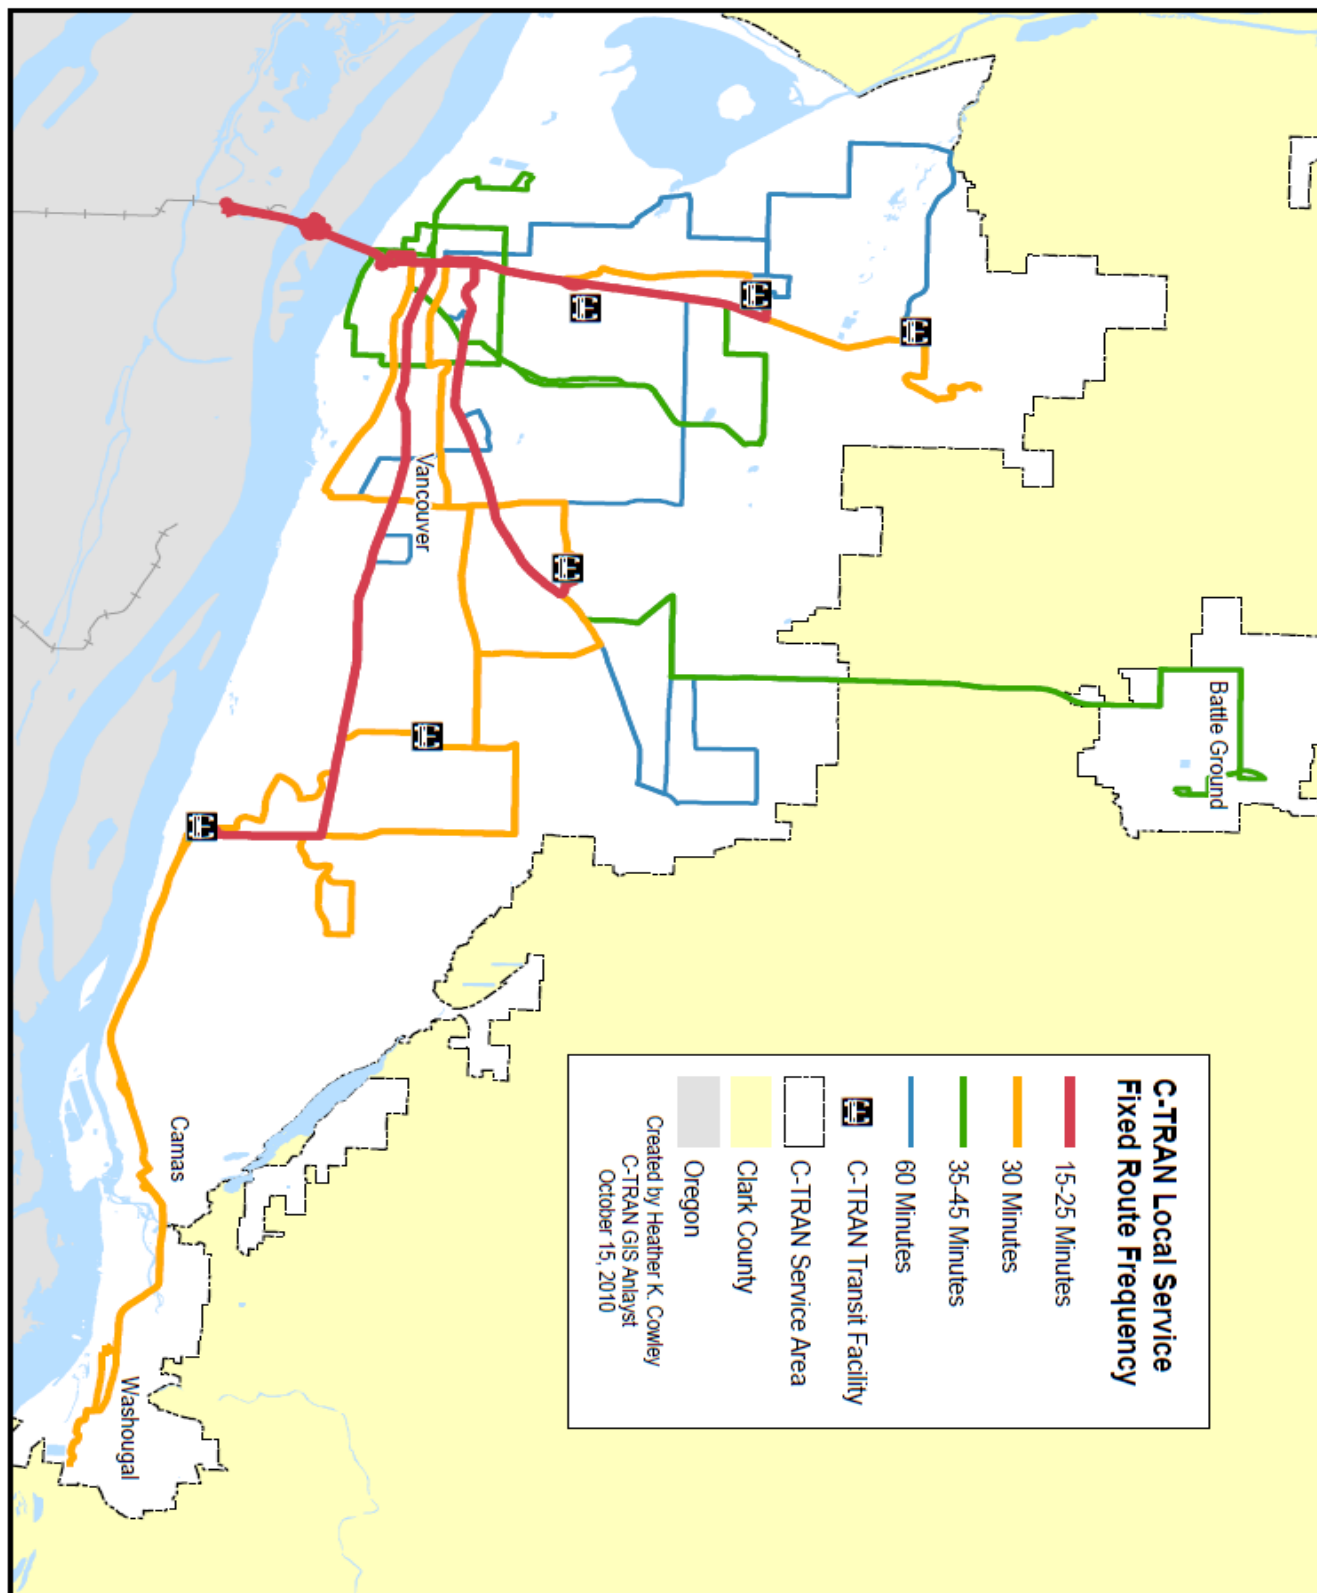 C-TRAN Local Service
Fixed Route Frequency
15-25 Minutes
30 Minutes
35-45 Minutes
60 Minutes
C-TRAN Transit Facility
C-TRAN Service Area
Clark County
Oregon
Created by Heather K. Cowley
C-TRAN GIS Anlayst
October 15, 2010
Battle Ground
Vancouver
Camas
Washougal